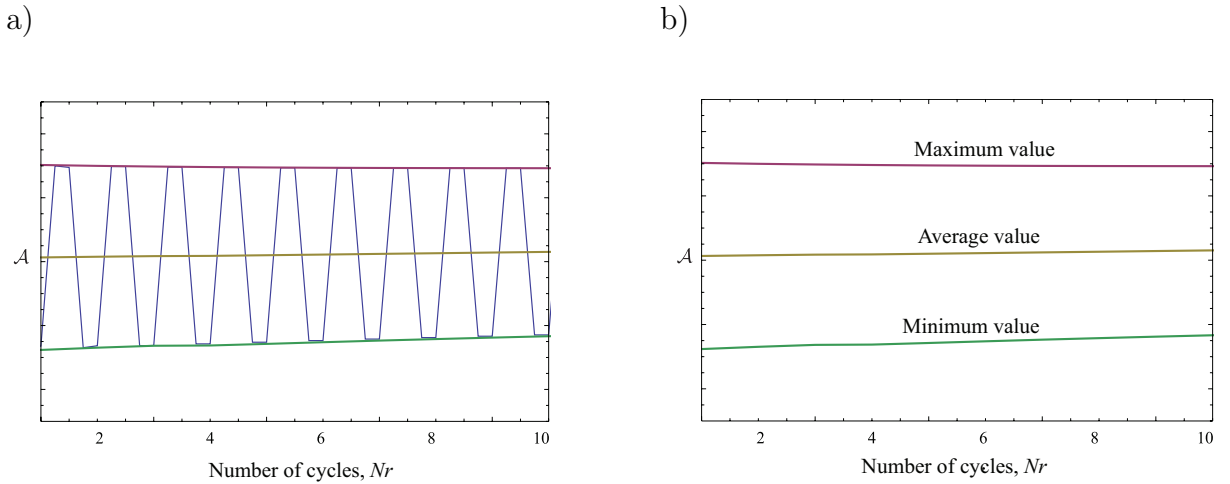 a)
𝒜
2 4 6 8 10
Number of cycles, Nr
b)
Maximum value
Average value
𝒜
Minimum value
2 4 6 8 10
Number of cycles, Nr